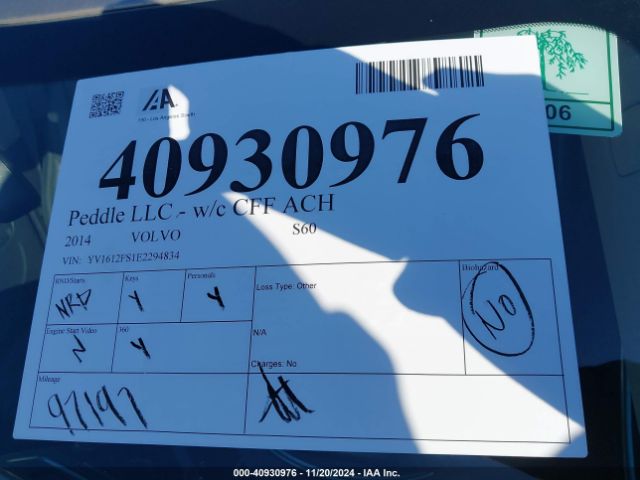 IAA
40930976
Peddle LLC - w/c CFF ACH
2014 VOLVO S60
VIN: YV1612FS1E2294834
RND/Starts Keys Personals Loss Type: Other Biohazard
NRD Y Y NO
Engine Start Video 360 N/A
N Y
Charges: No
Mileage
97197
06
000-40930976 - 11/20/2024 - IAA Inc.